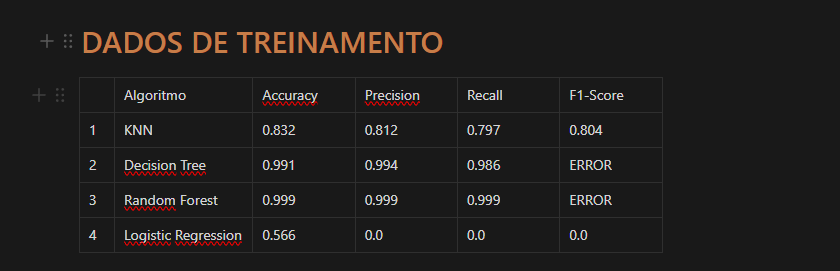 DADOS DE TREINAMENTO
Algoritmo Accuracy Precision Recall F1-Score
1 KNN 0.832 0.812 0.797 0.804
2 Decision Tree 0.991 0.994 0.986 ERROR
3 Random Forest 0.999 0.999 0.999 ERROR
4 Logistic Regression 0.566 0.0 0.0 0.0